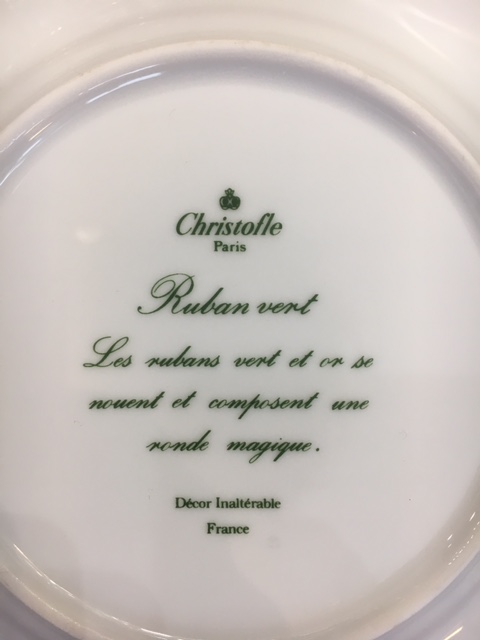 Christofle
Paris
Ruban vert
Les rubans vert et or se
nouent et composent une
ronde magique.
Décor Inaltérable
France